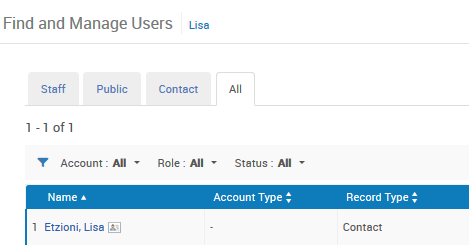 Find and Manage Users Lisa
Staff Public Contact All
1 - 1 of 1
Account : All Role : All Status : All
Name Account Type Record Type
1 Etzioni, Lisa - Contact